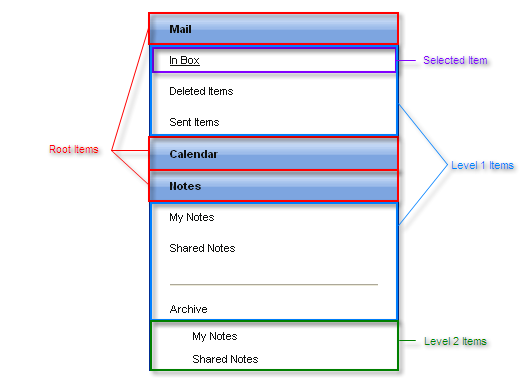 Mail
In Box
Selected Item
Deleted Items
Sent Items
Root Items
Calendar
Level 1 Items
Notes
My Notes
Shared Notes
Archive
My Notes
Level 2 Items
Shared Notes